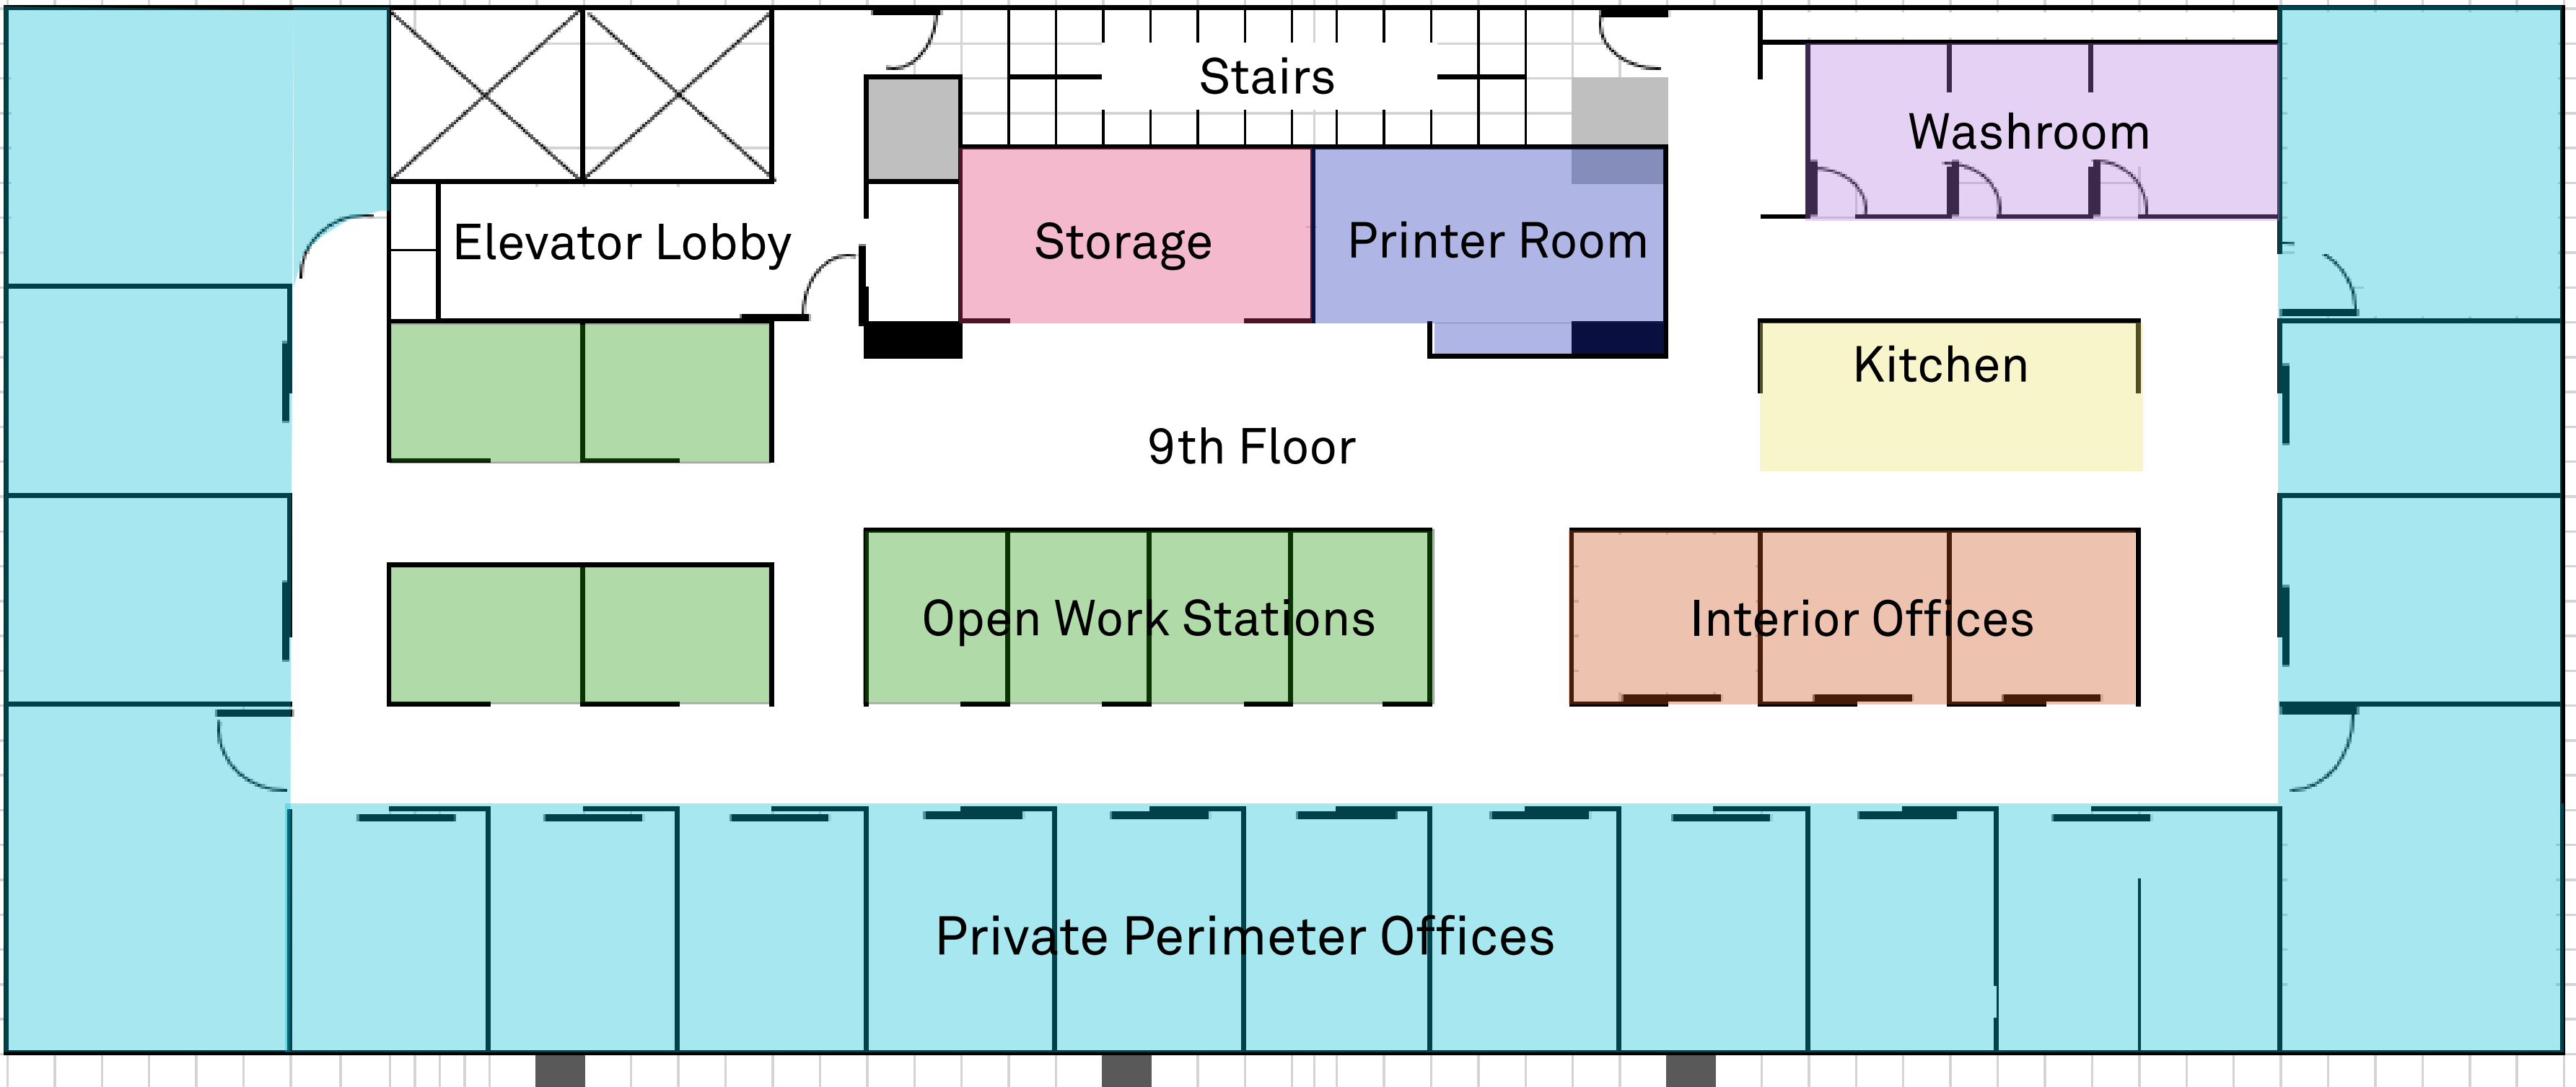 Stairs
Washroom
Elevator Lobby
Storage
Printer Room
Kitchen
9th Floor
Open Work Stations
Interior Offices
Private Perimeter Offices